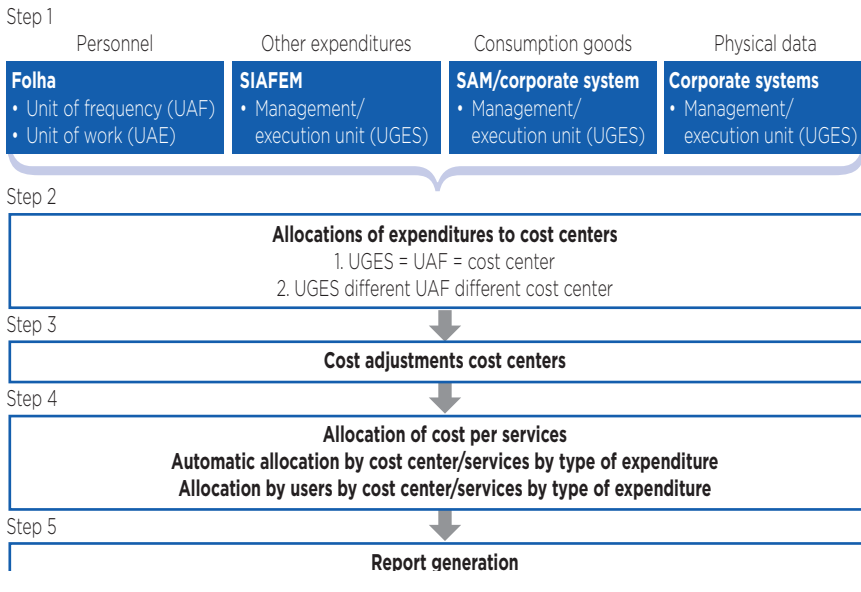 Step 1
Personnel
Other expenditures
Consumption goods
Physical data
Folha
• Unit of frequency (UAF)
• Unit of work (UAE)
SIAFEM
• Management/
execution unit (UGES)
SAM/corporate system
• Management/
execution unit (UGES)
Corporate systems
• Management/
execution unit (UGES)
Step 2
Allocations of expenditures to cost centers
1. UGES = UAF = cost center
2. UGES different UAF different cost center
Step 3
Cost adjustments cost centers
Step 4
Allocation of cost per services
Automatic allocation by cost center/services by type of expenditure
Allocation by users by cost center/services by type of expenditure
Step 5
Report generation